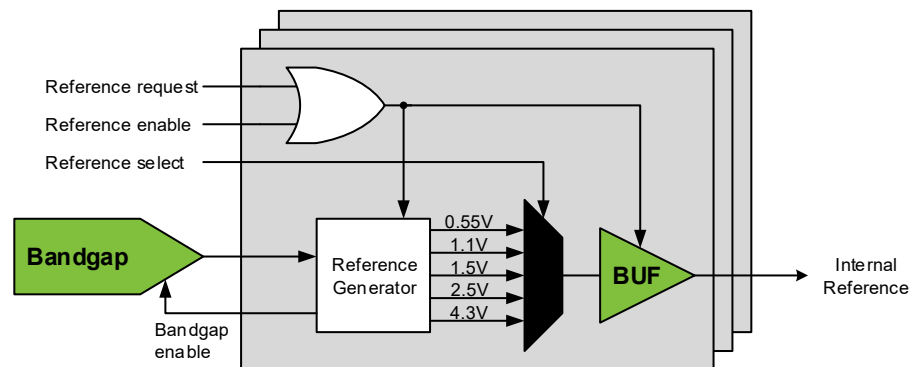 Reference request
Reference enable
Reference select
0.55V
1.1V
1.5V
2.5V
4.3V
Bandgap
Reference
Generator
BUF
Internal
Reference
Bandgap
enable